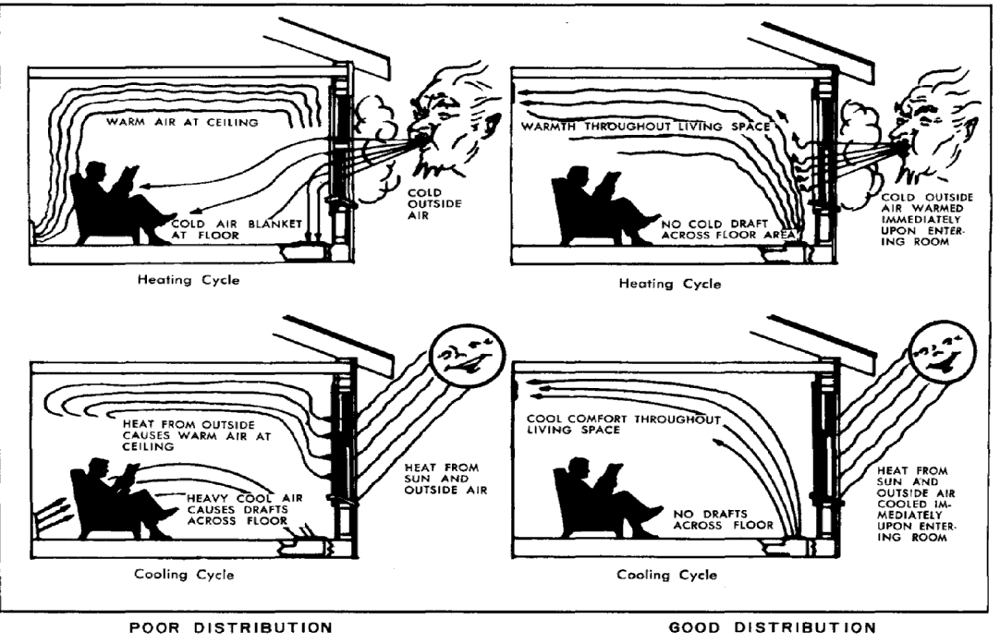 WARM AIR AT CEILING
COLD AIR BLANKET
AT FLOOR
COLD
OUTSIDE
AIR
Heating Cycle
WARMTH THROUGHOUT LIVING SPACE
NO COLD DRAFT
ACROSS FLOOR AREA
COLD OUTSIDE
AIR WARMED
IMMEDIATELY
UPON ENTER-
ING ROOM
Heating Cycle
HEAT FROM OUTSIDE
CAUSES WARM AIR AT
CEILING
HEAVY COOL AIR
CAUSES DRAFTS
ACROSS FLOOR
HEAT FROM
SUN AND
OUTSIDE AIR
Cooling Cycle
COOL COMFORT THROUGHOUT
LIVING SPACE
NO DRAFTS
ACROSS FLOOR
HEAT FROM
SUN AND
OUTSIDE AIR
COOLED IM-
MEDIATELY
UPON ENTER-
ING ROOM
Cooling Cycle
POOR DISTRIBUTION
GOOD DISTRIBUTION